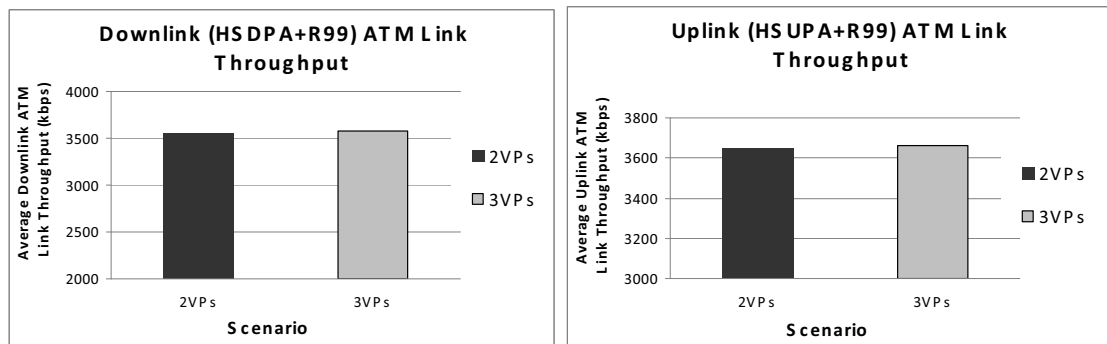 Downlink (HSDPA+R99) ATM Link
Throughput
Average Downlink ATM
Link Throughput (kbps)
4000
3500
3000
2500
2000
2VPs
3VPs
Scenario
2VPs
3VPs
Uplink (HSUPA+R99) ATM Link
Throughput
Average Uplink ATM
Link Throughput (kbps)
3800
3600
3400
3200
3000
2VPs
3VPs
Scenario
2VPs
3VPs